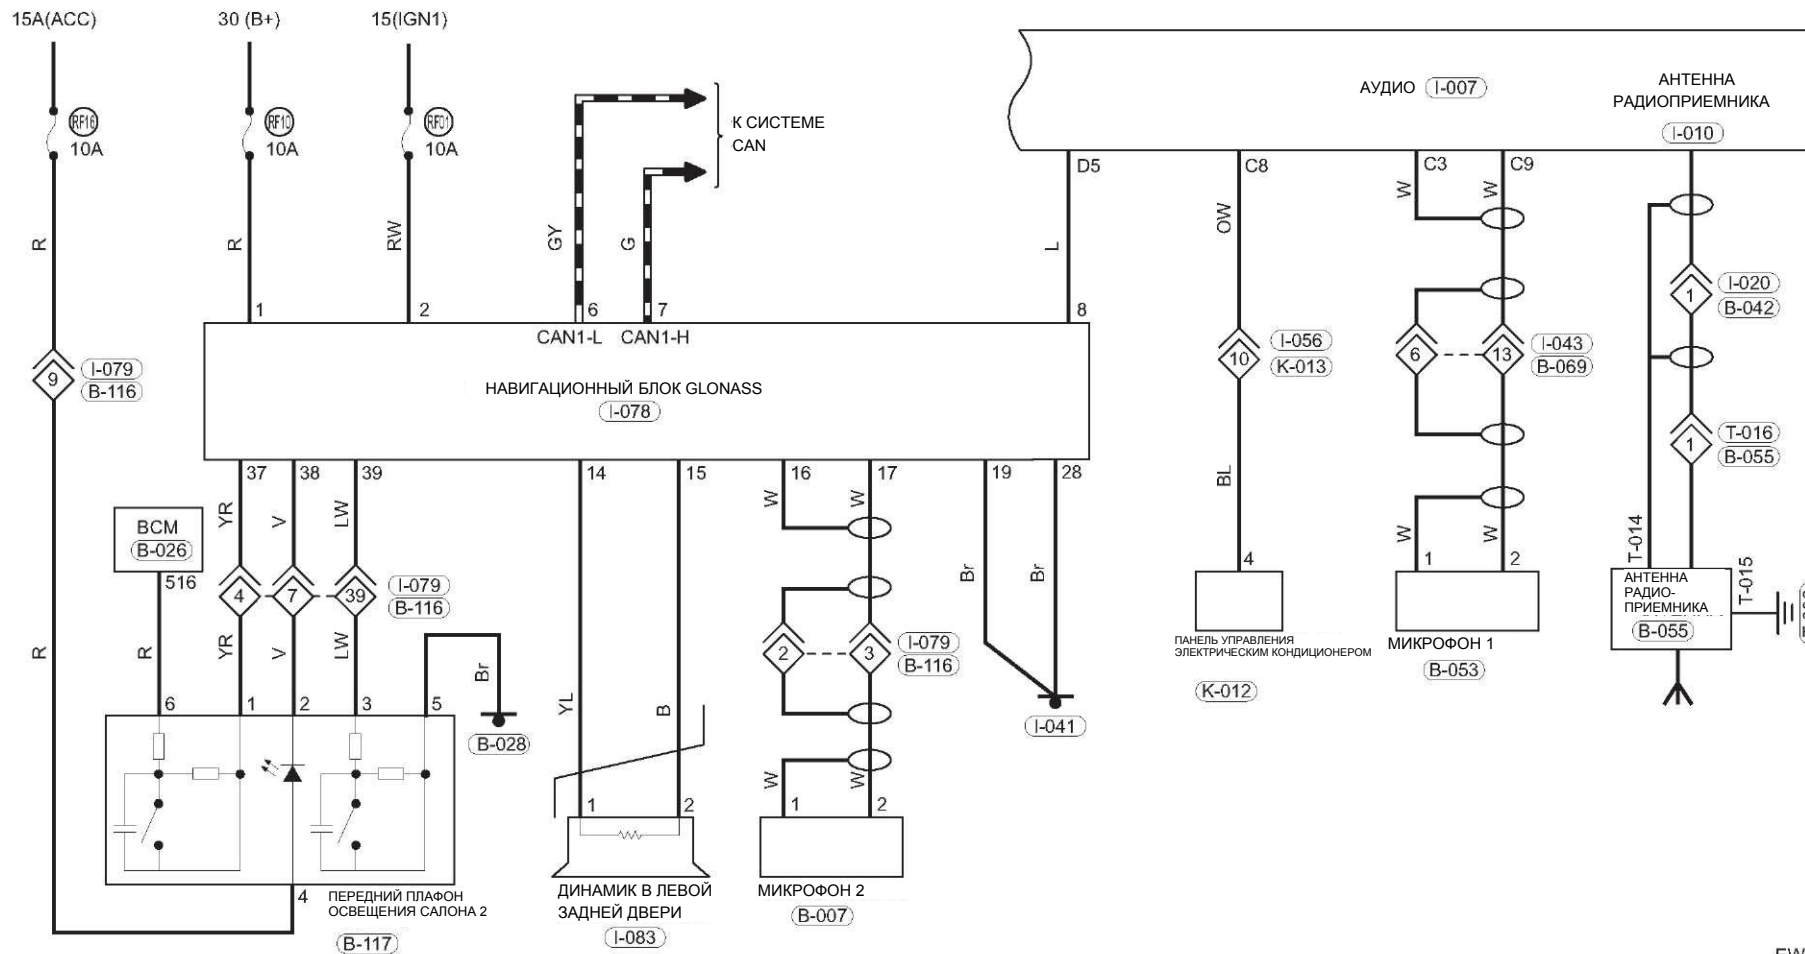 15A(ACC)
30 (B+)
15(IGN1)
RF16
10A
RF10
10A
RF01
10A
К СИСТЕМЕ
CAN
АУДИО I-007
АНТЕННА
РАДИОПРИЕМНИКА
I-010
D5
C8
C3
C9
R
R
RW
GY
G
L
OW
W
W
1
2
6
7
8
CAN1-L CAN1-H
9
I-079
B-116
НАВИГАЦИОННЫЙ БЛОК GLONASS
I-078
10
I-056
K-013
6
13
I-043
B-069
1
I-020
B-042
1
T-016
B-055
37
38
39
14
15
16
17
19
28
BCM
B-026
516
YR
V
LW
W
W
Br
Br
BL
W
W
T-014
T-015
4
7
39
I-079
B-116
R
R
YR
V
LW
Br
6
1
2
3
5
B-028
YL
B
2
3
I-079
B-116
I-041
4
ПАНЕЛЬ УПРАВЛЕНИЯ
ЭЛЕКТРИЧЕСКИМ КОНДИЦИОНЕРОМ
K-012
1
2
МИКРОФОН 1
B-053
АНТЕННА
РАДИО-
ПРИЕМНИКА
B-055
W
W
1
2
1
2
4
ПЕРЕДНИЙ ПЛАФОН
ОСВЕЩЕНИЯ САЛОНА 2
B-117
ДИНАМИК В ЛЕВОЙ
ЗАДНЕЙ ДВЕРИ
I-083
МИКРОФОН 2
B-007